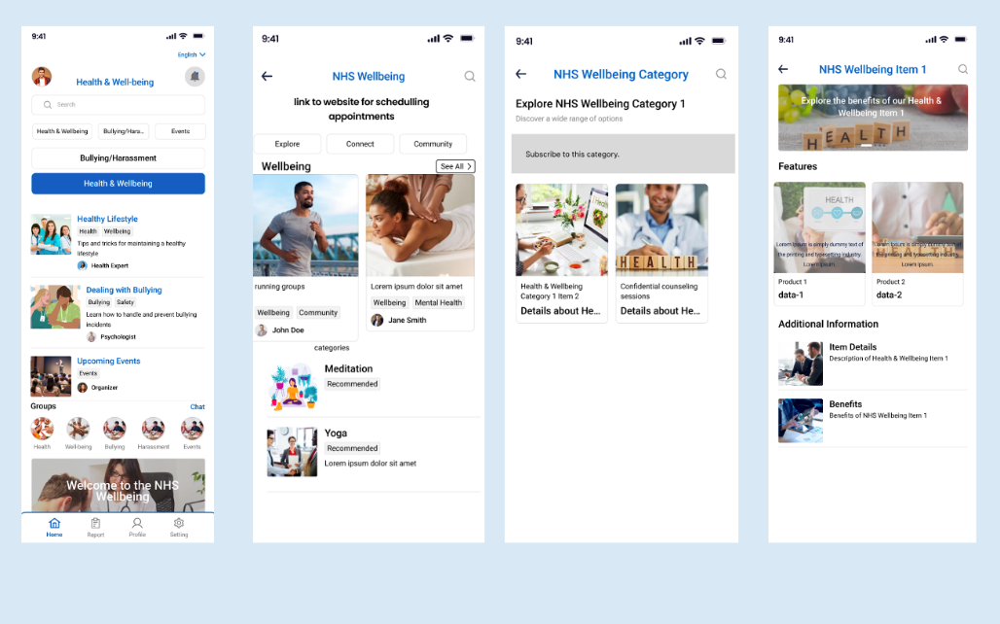 9:41
English
Health & Well-being
Search
Health & Wellbeing
Bullying/Hara...
Events
Bullying/Harassment
Health & Wellbeing
Healthy Lifestyle
Health
Wellbeing
Tips and tricks for maintaining a healthy
lifestyle
Health Expert
Dealing with Bullying
Bullying
Safety
Learn how to handle and prevent bullying
incidents
Psychologist
Upcoming Events
Events
Organizer
Groups
Chat
Health
Well-being
Bullying
Harassment
Events
Welcome to the NHS
Wellbeing
Home
Report
Profile
Setting
9:41
NHS Wellbeing
link to website for schedulling
appointments
Explore
Connect
Community
Wellbeing
See All
running groups
Wellbeing
Community
John Doe
Lorem ipsum dolor sit amet
Wellbeing
Mental Health
Jane Smith
categories
Meditation
Recommended
Yoga
Recommended
Lorem ipsum dolor sit amet
9:41
NHS Wellbeing Category
Explore NHS Wellbeing Category 1
Discover a wide range of options
Subscribe to this category.
Health
Health & Wellbeing
Category 1 Item 2
Details about He...
HEALTH
Confidential counseling
sessions
Details about He...
9:41
NHS Wellbeing Item 1
Explore the benefits of our Health &
Wellbeing Item 1
HEALTH
Features
HEALTH
Lorem Ipsum is simply dummy text of
the printing and typesetting industry.
Lorem Ipsum
Product 1
data-1
Lorem Ipsum is simply dummy text of
the printing and typesetting industry.
Lorem Ipsum.
Product 2
data-2
Additional Information
Item Details
Description of Health & Wellbeing Item 1
Benefits
Benefits of NHS Wellbeing Item 1